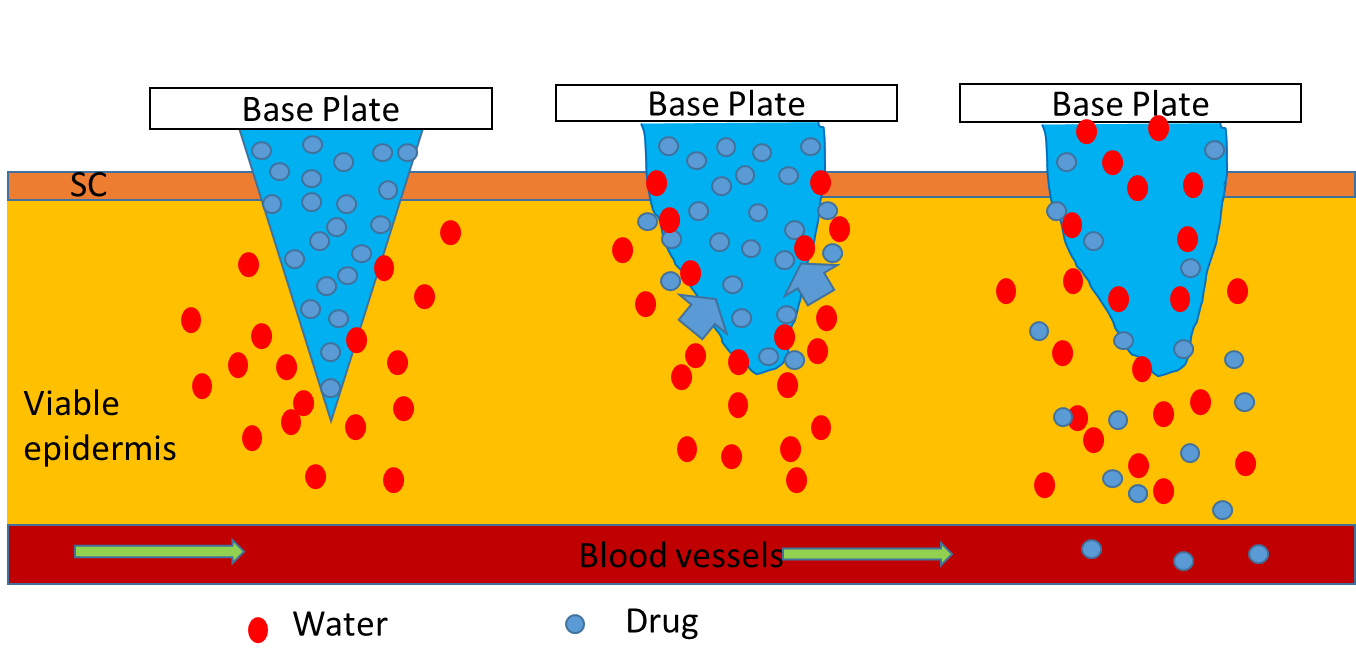 Base Plate
Base Plate
Base Plate
SC
Viable
epidermis
Blood vessels
Water
Drug